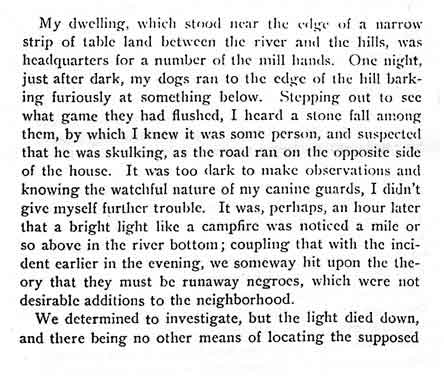 My dwelling, which stood near the edge of a narrow
strip of table land between the river and the hills, was
headquarters for a number of the mill hands. One night,
just after dark, my dogs ran to the edge of the hill bark-
ing furiously at something below. Stepping out to see
what game they had flushed, I heard a stone fall among
them, by which I knew it was some person, and suspected
that he was skulking, as the road ran on the opposite side
of the house. It was too dark to make observations and
knowing the watchful nature of my canine guards, I didn't
give myself further trouble. It was, perhaps, an hour later
that a bright light like a campfire was noticed a mile or
so above in the river bottom; coupling that with the inci-
dent earlier in the evening, we someway hit upon the the-
ory that they must be runaway negroes, which were not
desirable additions to the neighborhood.
We determined to investigate, but the light died down,
and there being no other means of locating the supposed